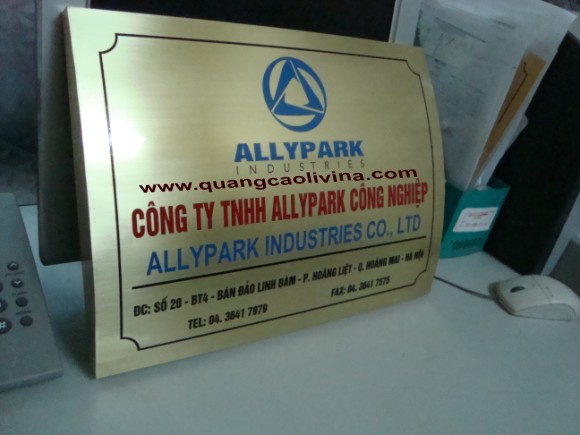 ALLYPARK
INDUSTRIES
www.quangcaolivina.com
CÔNG TY TNHH ALLYPARK CÔNG NGHIỆP
ALLYPARK INDUSTRIES CO., LTD
ĐC: SỐ 20 - BT4 - BÁN ĐẢO LINH ĐÀM - P. HOÀNG LIỆT - Q. HOÀNG MAI - HÀ NỘI
TEL: 04. 3641 7979 FAX: 04. 3641 7575